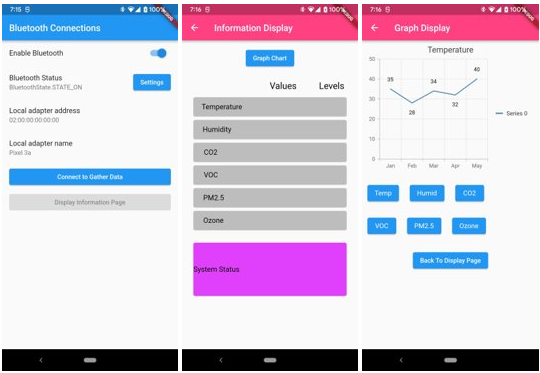 7:15 100%
Bluetooth Connections
Enable Bluetooth
Bluetooth Status
BluetoothState.STATE_ON
Settings
Local adapter address
02:00:00:00:00:00
Local adapter name
Pixel 3a
Connect to Gather Data
Display Information Page
7:16 100%
Information Display
Graph Chart
Values Levels
Temperature
Humidity
CO2
VOC
PM2.5
Ozone
System Status
7:16 100%
Graph Display
Temperature
50
40
30
20
10
0
35
28
34
32
40
Series 0
Jan Feb Mar Apr May
Temp Humid CO2
VOC PM2.5 Ozone
Back To Display Page